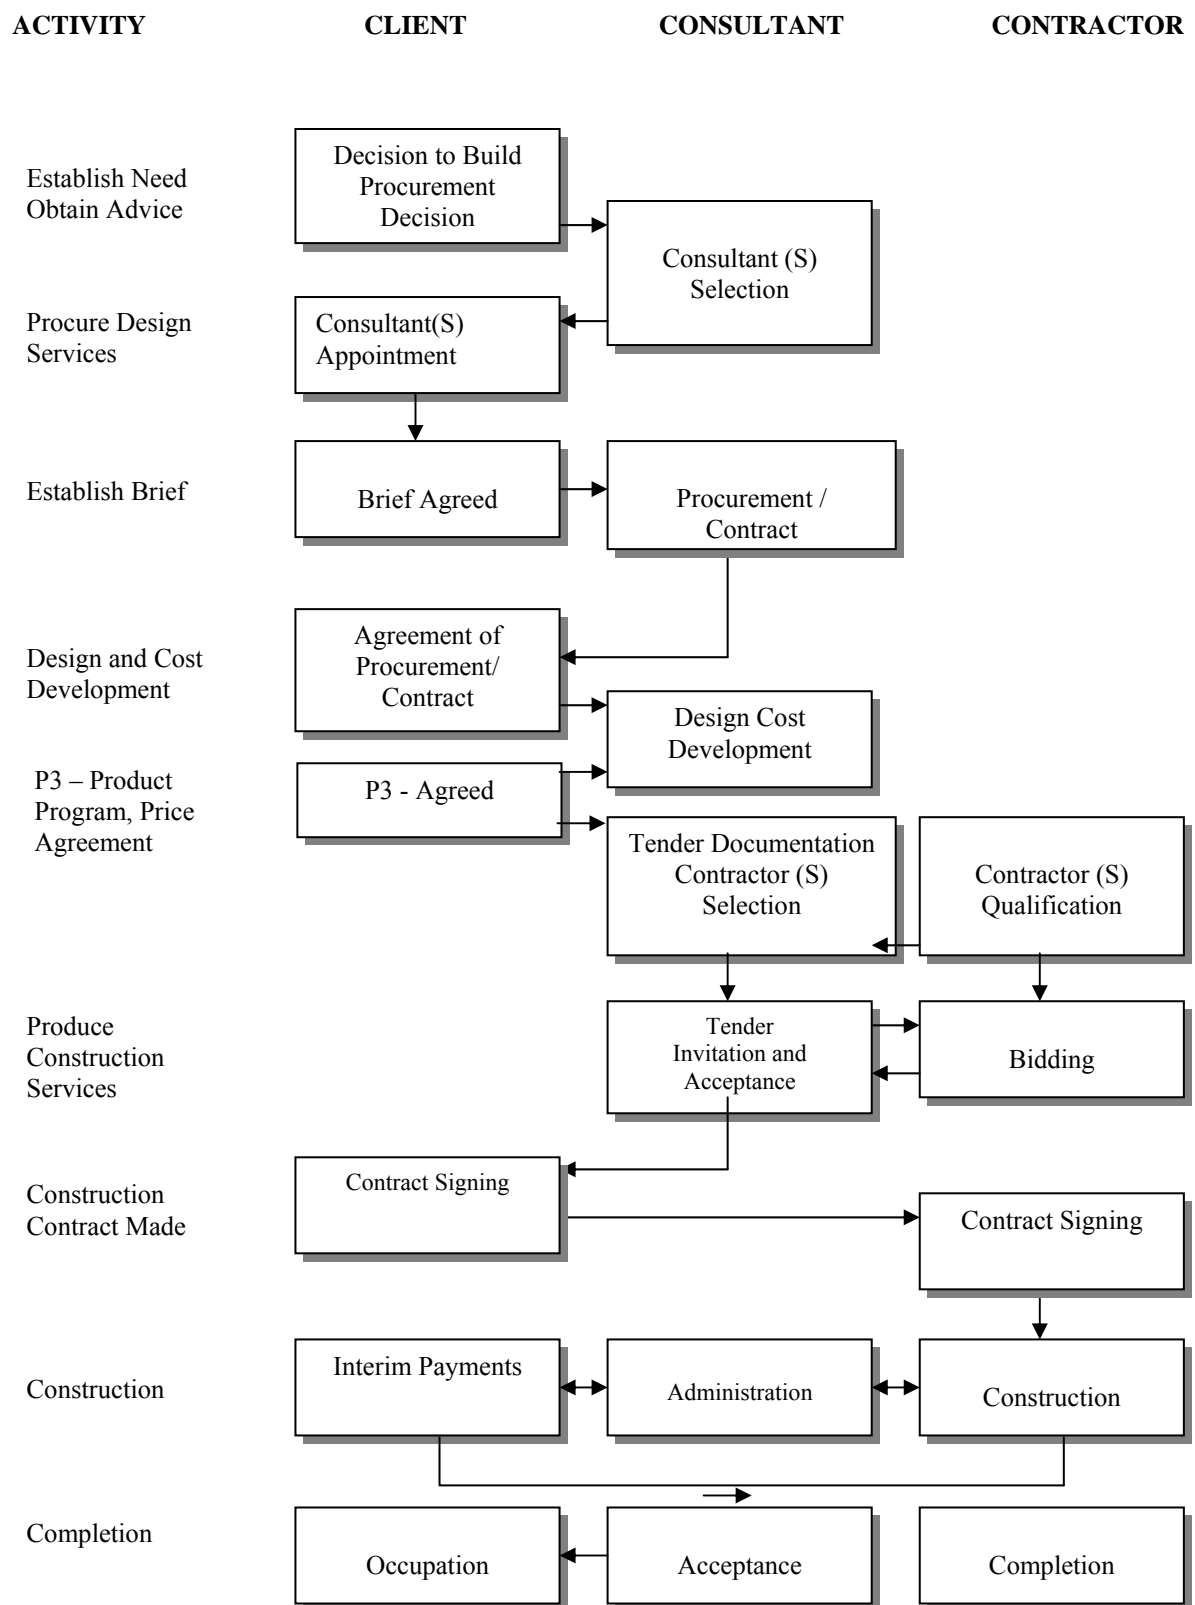 ACTIVITY CLIENT CONSULTANT CONTRACTOR
Establish Need
Obtain Advice
Decision to Build
Procurement
Decision
Consultant (S)
Selection
Procure Design
Services
Consultant(S)
Appointment
Establish Brief
Brief Agreed
Procurement /
Contract
Design and Cost
Development
Agreement of
Procurement/
Contract
Design Cost
Development
P3 – Product
Program, Price
Agreement
P3 - Agreed
Tender Documentation
Contractor (S)
Selection
Contractor (S)
Qualification
Produce
Construction
Services
Tender
Invitation and
Acceptance
Bidding
Construction
Contract Made
Contract Signing
Contract Signing
Construction
Interim Payments
Administration
Construction
Completion
Occupation
Acceptance
Completion